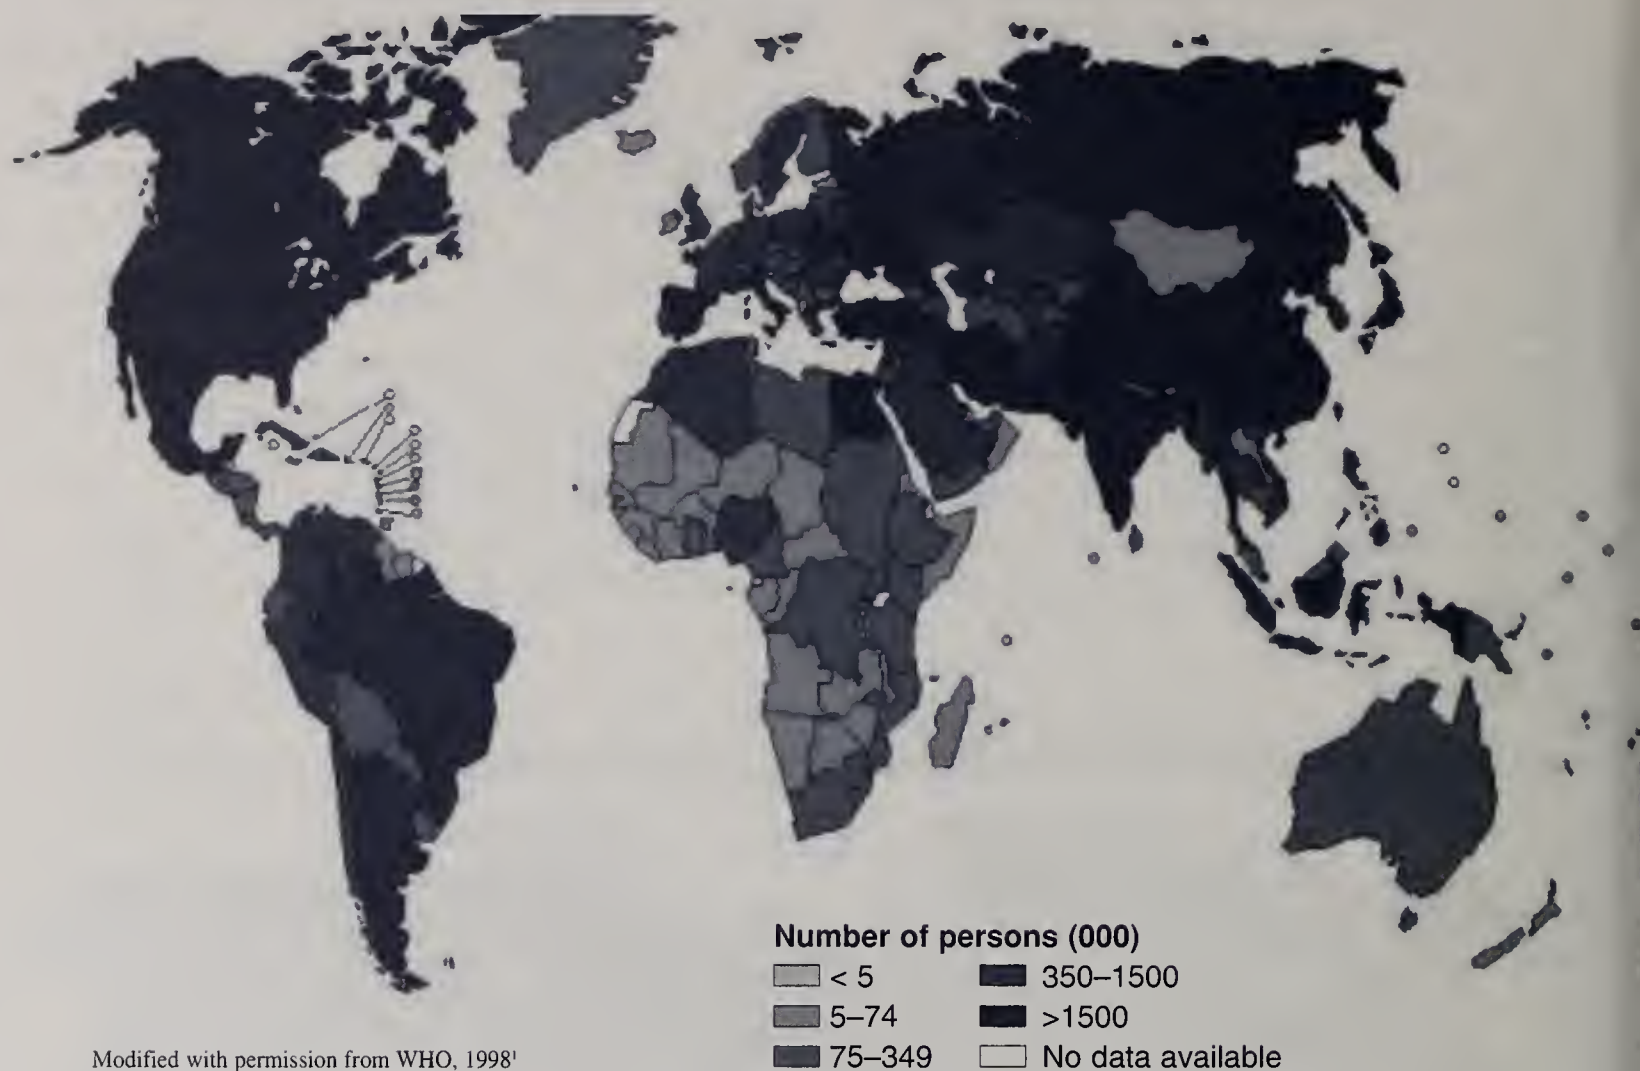 Number of persons (000)
< 5
5–74
75–349
350–1500
>1500
No data available
Modified with permission from WHO, 1998¹